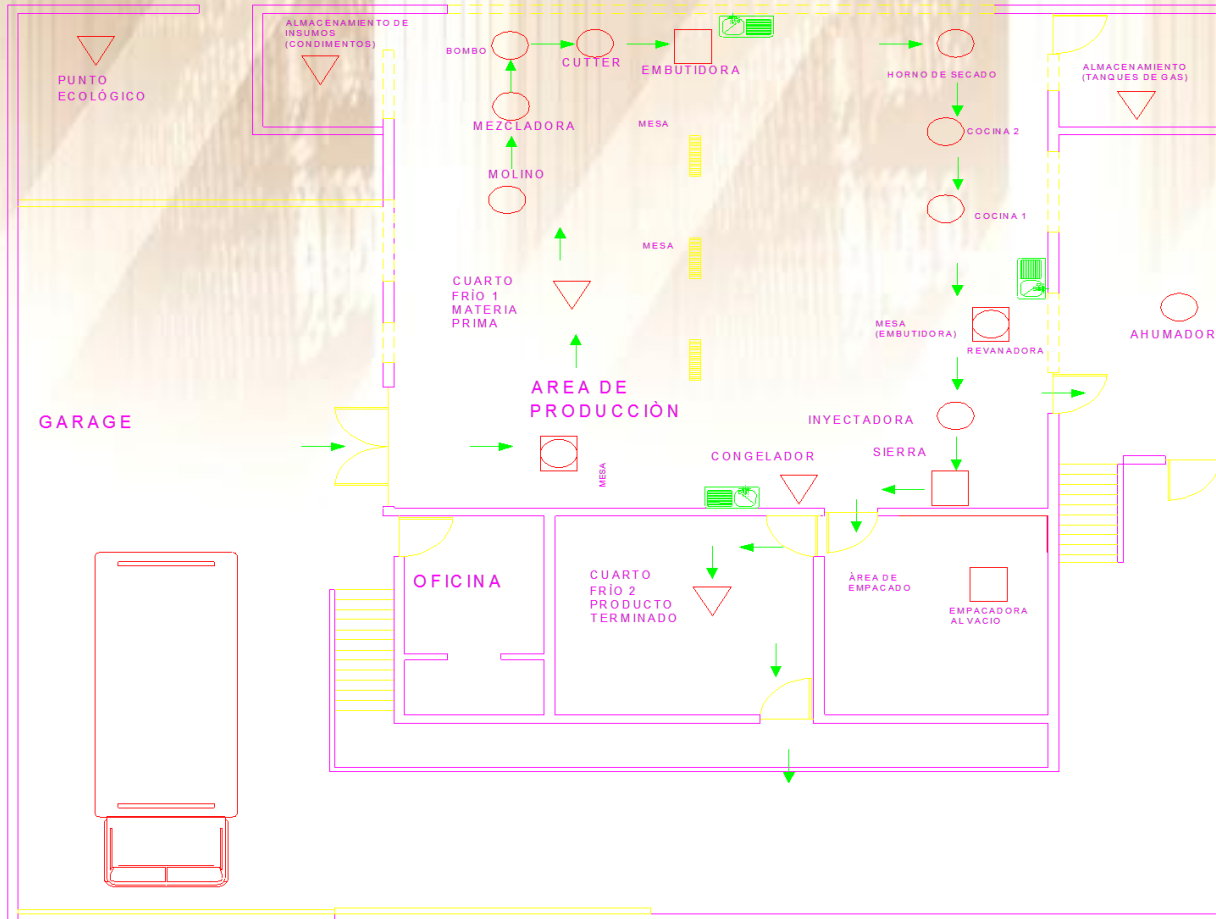 ALMACENAMIENTO DE
INSUMOS
(CONDIMENTOS)
PUNTO
ECOLÓGICO
BOMBO
CUTTER
EMBUTIDORA
HORNO DE SECADO
ALMACENAMIENTO
(TANQUES DE GAS)
MEZCLADORA
MESA
COCINA 2
MOLINO
COCINA 1
MESA
CUARTO
FRÍO 1
MATERIA
PRIMA
MESA
(EMBUTIDORA)
REVANADORA
AHUMADOR
AREA DE
PRODUCCIÒN
GARAGE
INYECTADORA
SIERRA
CONGELADOR
MESA
OFICINA
CUARTO
FRÍO 2
PRODUCTO
TERMINADO
ÀREA DE
EMPACADO
EMPACADORA
AL VACIO